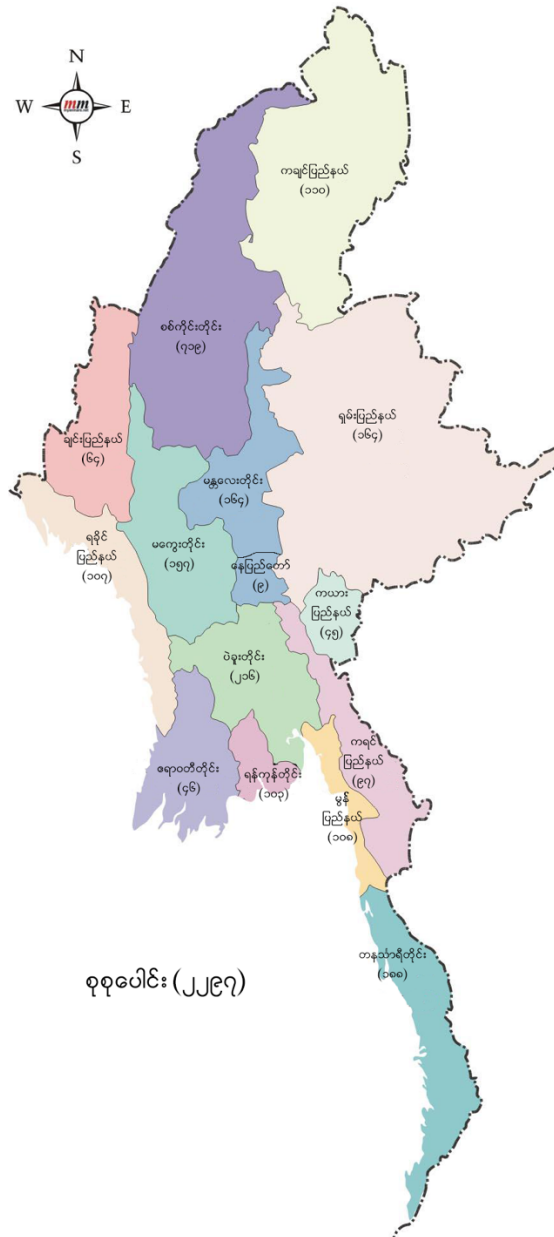 N
W
mm
E
S
ကချင်ပြည်နယ်
(၁၁၀)
စစ်ကိုင်းတိုင်း
(၇၁၉)
ချင်းပြည်နယ်
(၆၄)
ရှမ်းပြည်နယ်
(၁၆၄)
မန္တလေးတိုင်း
(၁၆၄)
ရခိုင်
ပြည်နယ်
(၁၀၇)
မကွေးတိုင်း
(၁၅၇)
နေပြည်တော်
(၉)
ကယား
ပြည်နယ်
(၄၅)
ပဲခူးတိုင်း
(၂၁၆)
ဧရာဝတီတိုင်း
(၄၆)
ရန်ကုန်တိုင်း
(၁၀၃)
ကရင်
ပြည်နယ်
(၉၇)
မွန်
ပြည်နယ်
(၁၀၈)
တနင်္သာရီတိုင်း
(၁၈၈)
စုစုပေါင်း (၂၂၉၇)